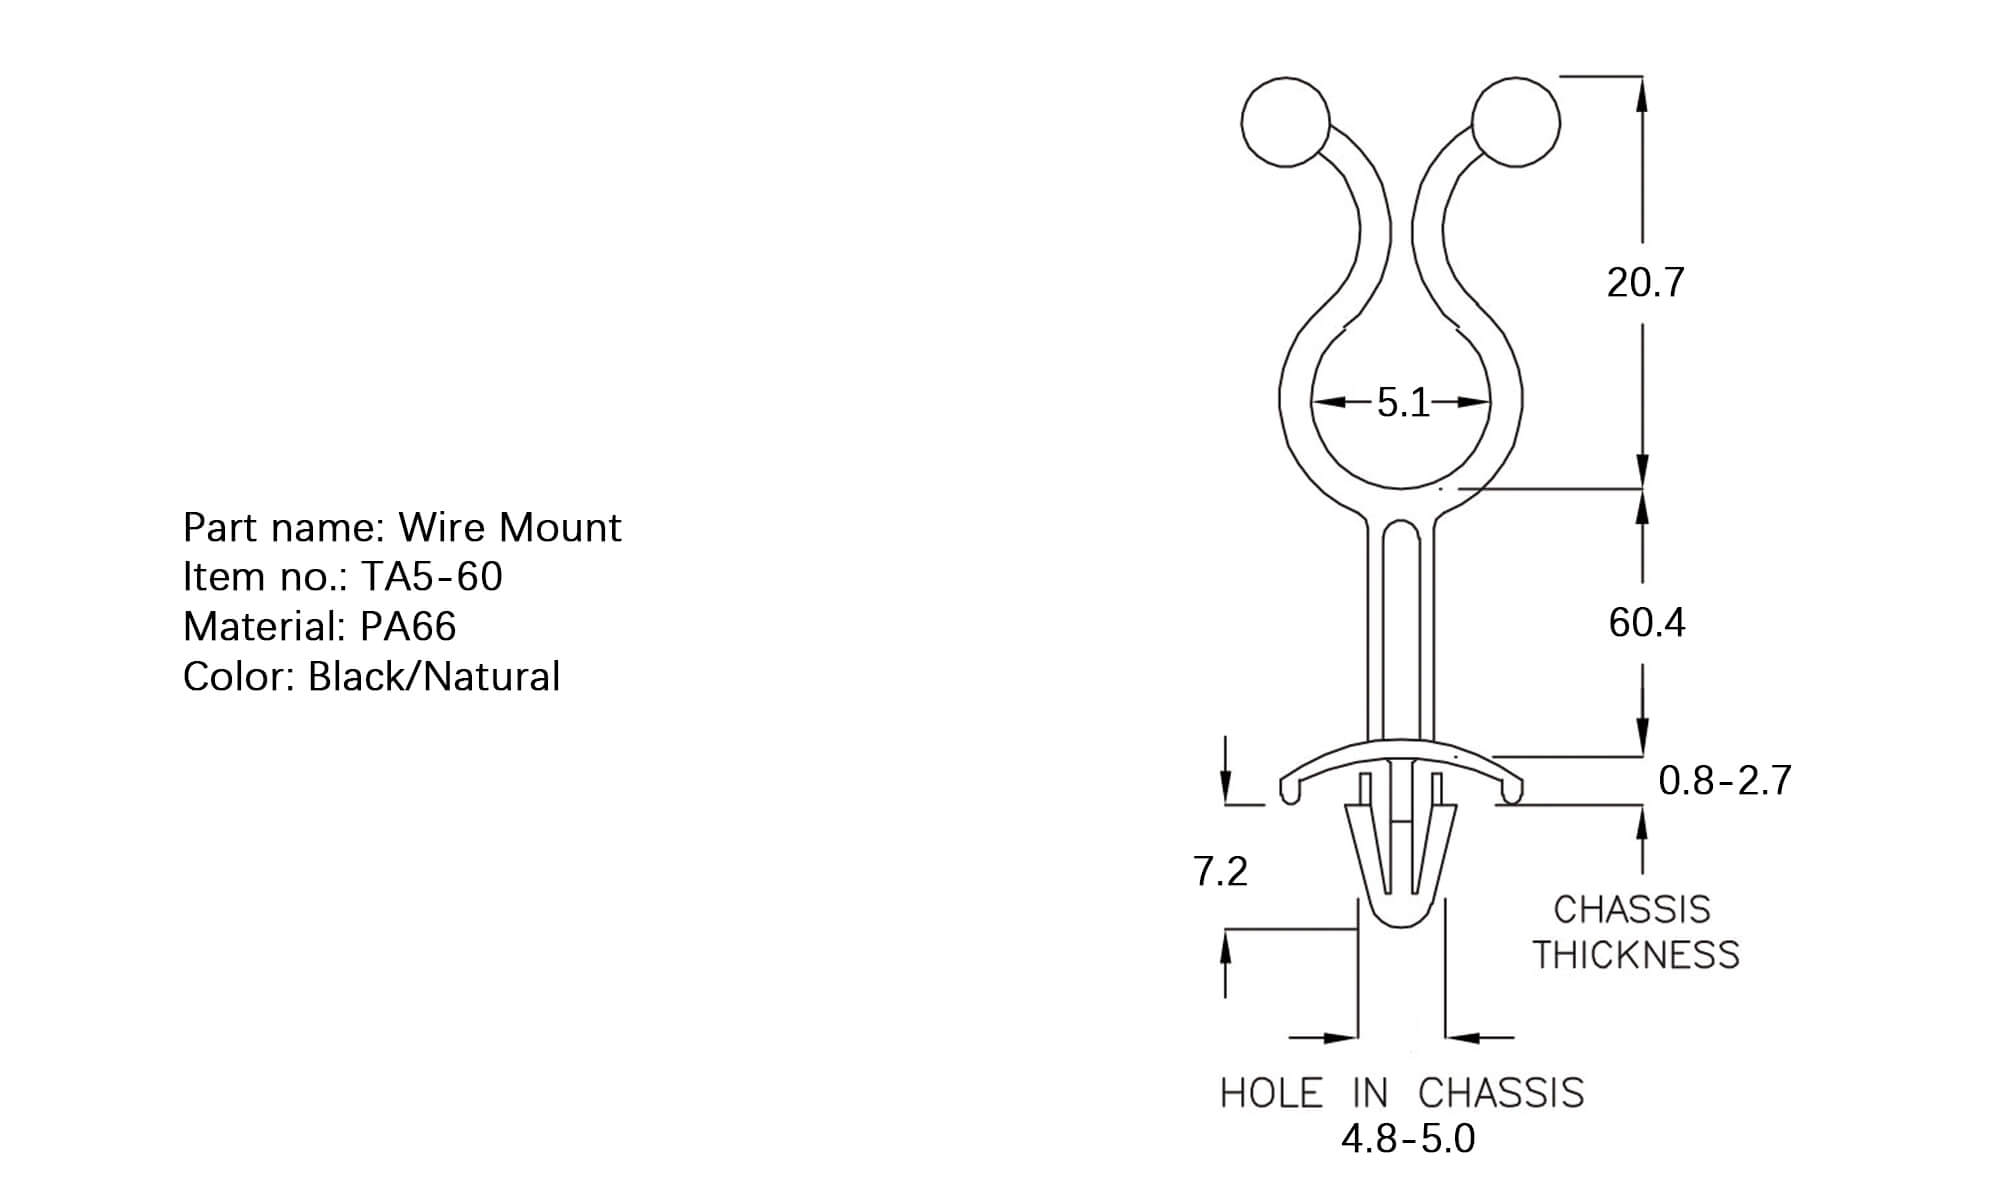 Part name: Wire Mount
Item no.: TA5-60
Material: PA66
Color: Black/Natural
20.7
5.1
60.4
0.8-2.7
7.2
CHASSIS
THICKNESS
HOLE IN CHASSIS
4.8-5.0